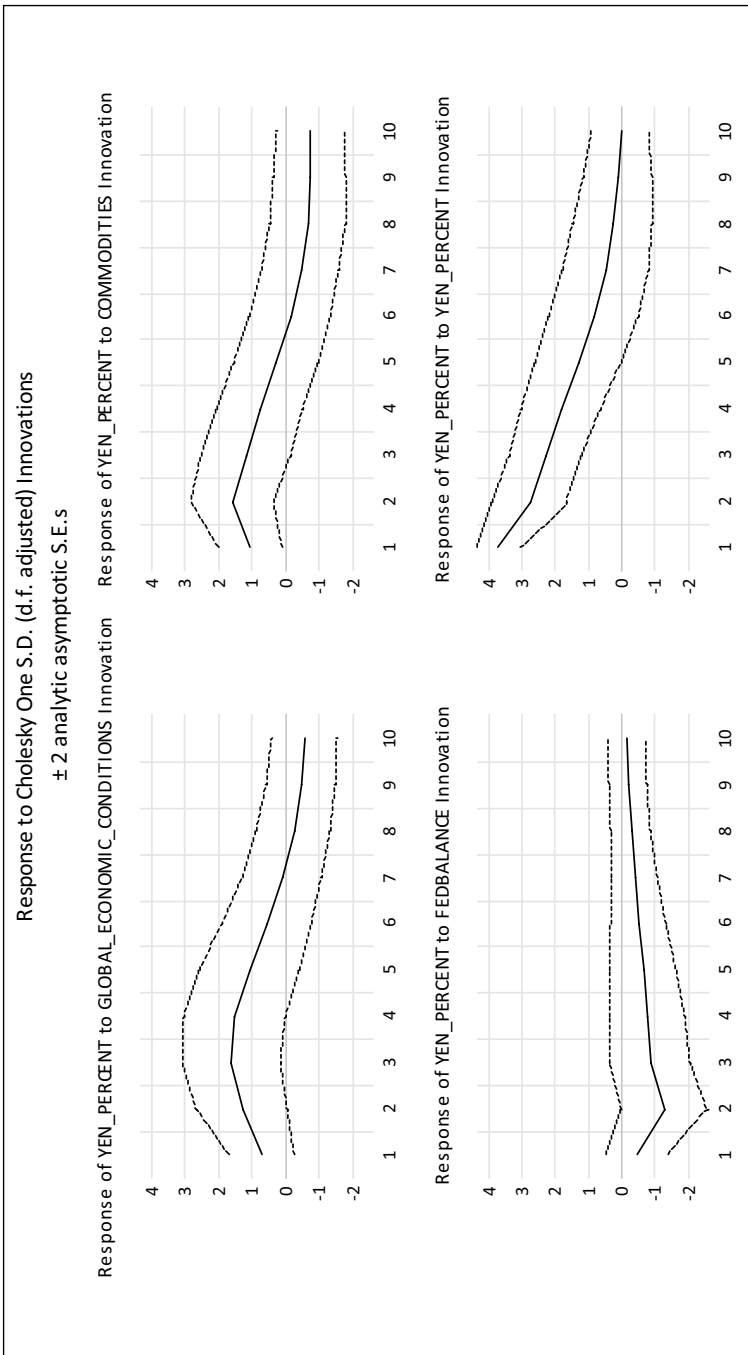 Response to Cholesky One S.D. (d.f. adjusted) Innovations
± 2 analytic asymptotic S.E.s
Response of YEN_PERCENT to GLOBAL_ECONOMIC_CONDITIONS Innovation
4
3
2
1
0
-1
-2
1 2 3 4 5 6 7 8 9 10
Response of YEN_PERCENT to COMMODITIES Innovation
4
3
2
1
0
-1
-2
1 2 3 4 5 6 7 8 9 10
Response of YEN_PERCENT to FEDBALANCE Innovation
4
3
2
1
0
-1
-2
1 2 3 4 5 6 7 8 9 10
Response of YEN_PERCENT to YEN_PERCENT Innovation
4
3
2
1
0
-1
-2
1 2 3 4 5 6 7 8 9 10